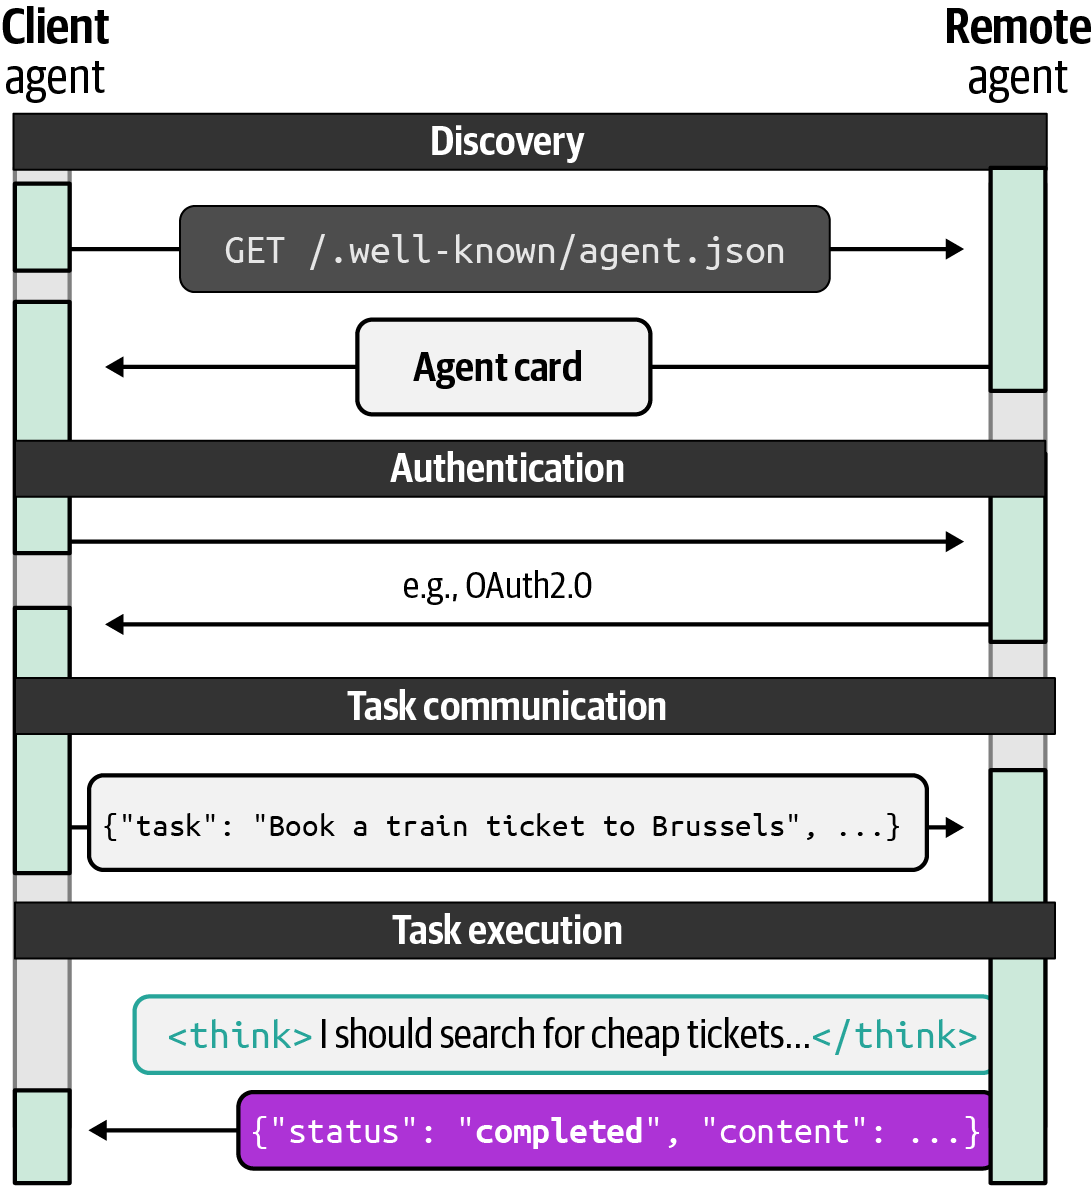 Client
agent
Remote
agent
Discovery
GET /.well-known/agent.json
Agent card
Authentication
e.g., OAuth2.0
Task communication
{"task": "Book a train ticket to Brussels", ...}
Task execution
<think> I should search for cheap tickets...</think>
{"status": "completed", "content": ...}